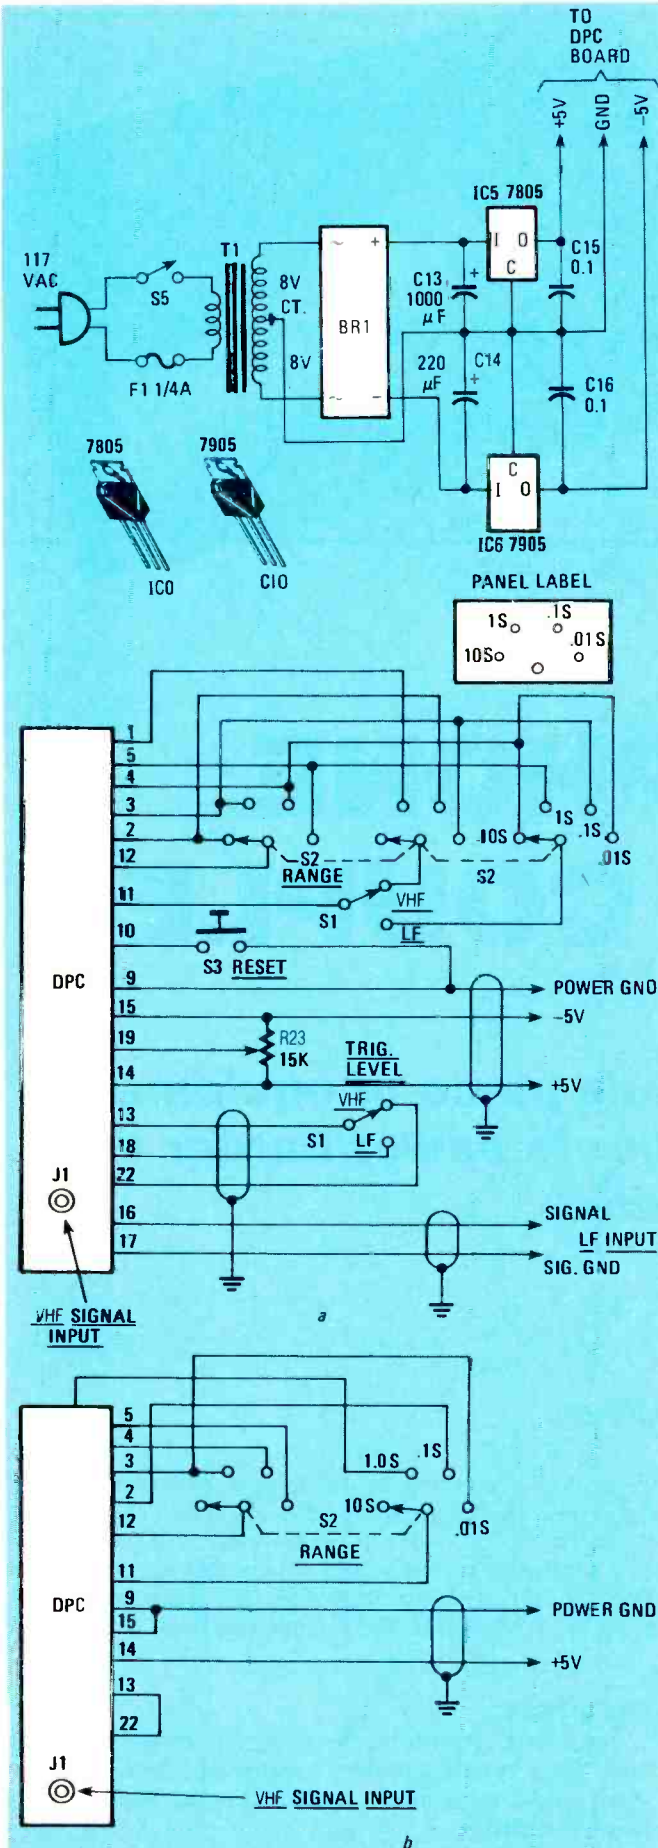 TO
DPC
BOARD
+5V
GND
-5V
IC5 7805
I O
C
117
VAC
S5
F1 1/4A
T1
8V
CT.
8V
~ +
BR1
~ -
C13
1000
µF
+
C15
0.1
220
µF
C14
+
C16
0.1
C
I O
IC6 7905
7805
7905
ICO
CIO
PANEL LABEL
1S
.1S
10S
.01S
1
5
4
3
2
12
11
10
9
15
19
14
13
18
22
16
17
DPC
S2
RANGE
.10S
S2
1S
.1S
.01S
S1
VHF
LF
S3 RESET
POWER GND
-5V
R23
15K
+5V
TRIG.
LEVEL
VHF
S1
LF
J1
SIGNAL
LF INPUT
SIG. GND
VHF SIGNAL
INPUT
a
5
4
3
2
12
11
9
15
14
13
22
DPC
1.0S
.1S
10S
.01S
S2
RANGE
POWER GND
+5V
J1
VHF SIGNAL INPUT
b